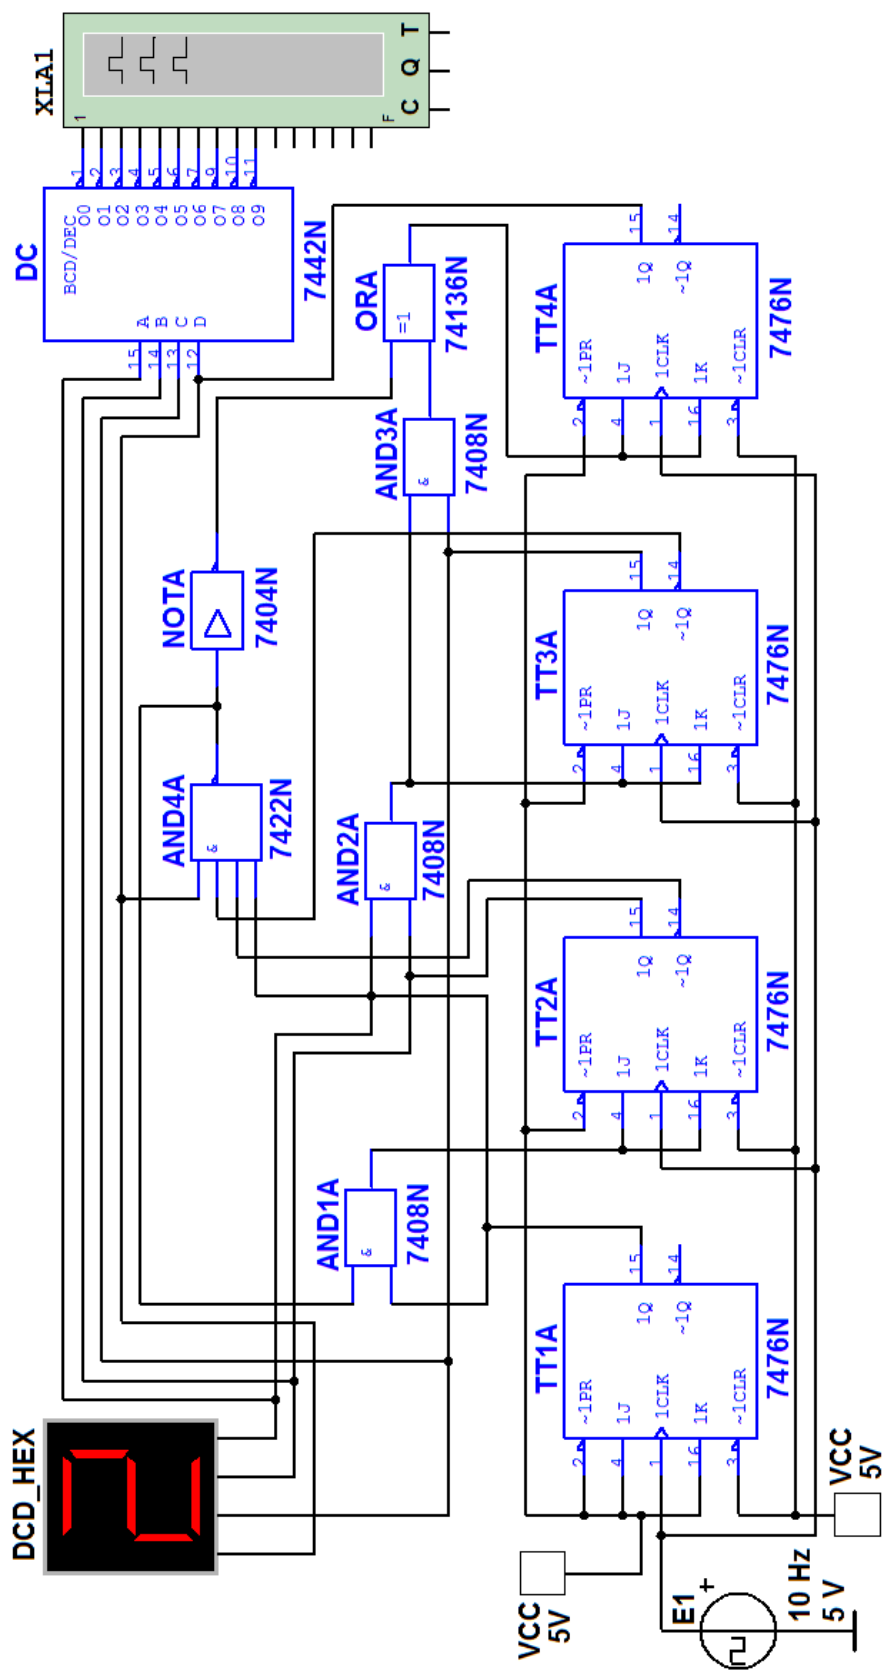 XLA1
1
F
C Q T
DC
BCD/DEC
O0
O1
O2
O3
O4
O5
O6
O7
O8
O9
1
2
3
4
5
6
7
9
10
11
A
B
C
D
15
14
13
12
7442N
ORA
=1
74136N
AND3A
&
7408N
NOTA
7404N
AND4A
&
7422N
AND2A
&
7408N
AND1A
&
7408N
TT4A
~1PR
1J
1CLK
1K
~1CLR
1Q
~1Q
2
4
1
16
3
15
14
7476N
TT3A
~1PR
1J
1CLK
1K
~1CLR
1Q
~1Q
2
4
1
16
3
15
14
7476N
TT2A
~1PR
1J
1CLK
1K
~1CLR
1Q
~1Q
2
4
1
16
3
15
14
7476N
TT1A
~1PR
1J
1CLK
1K
~1CLR
1Q
~1Q
2
4
1
16
3
15
14
7476N
DCD_HEX
2
VCC
5V
VCC
5V
E1
+
10 Hz
5 V